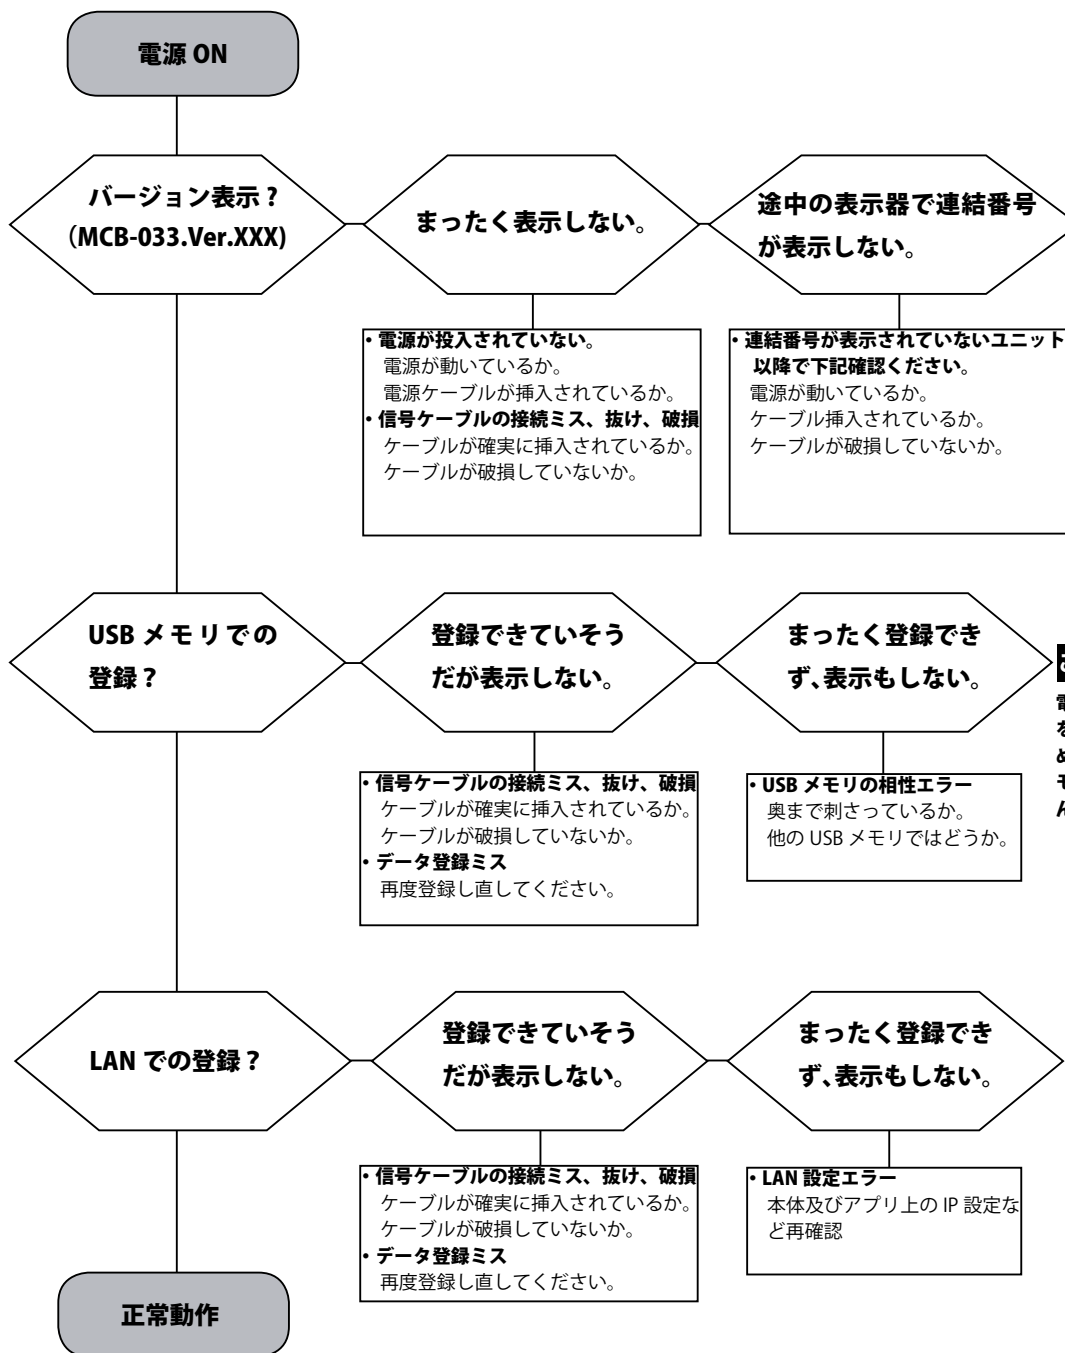 電源 ON
バージョン表示？
（MCB-033.Ver.XXX)
まったく表示しない。
途中の表示器で連結番号
が表示しない。
・電源が投入されていない。
電源が動いているか。
電源ケーブルが挿入されているか。
・信号ケーブルの接続ミス、抜け、破損
ケーブルが確実に挿入されているか。
ケーブルが破損していないか。
・連結番号が表示されていないユニット
以降で下記確認ください。
電源が動いているか。
ケーブル挿入されているか。
ケーブルが破損していないか。
USB メモリでの
登録？
登録できていそう
だが表示しない。
まったく登録でき
ず、表示もしない。
・信号ケーブルの接続ミス、抜け、破損
ケーブルが確実に挿入されているか。
ケーブルが破損していないか。
・データ登録ミス
再度登録し直してください。
・USB メモリの相性エラー
奥まで刺さっているか。
他の USB メモリではどうか。
LAN での登録？
登録できていそう
だが表示しない。
まったく登録でき
ず、表示もしない。
・信号ケーブルの接続ミス、抜け、破損
ケーブルが確実に挿入されているか。
ケーブルが破損していないか。
・データ登録ミス
再度登録し直してください。
・LAN 設定エラー
本体及びアプリ上の IP 設定な
ど再確認
正常動作